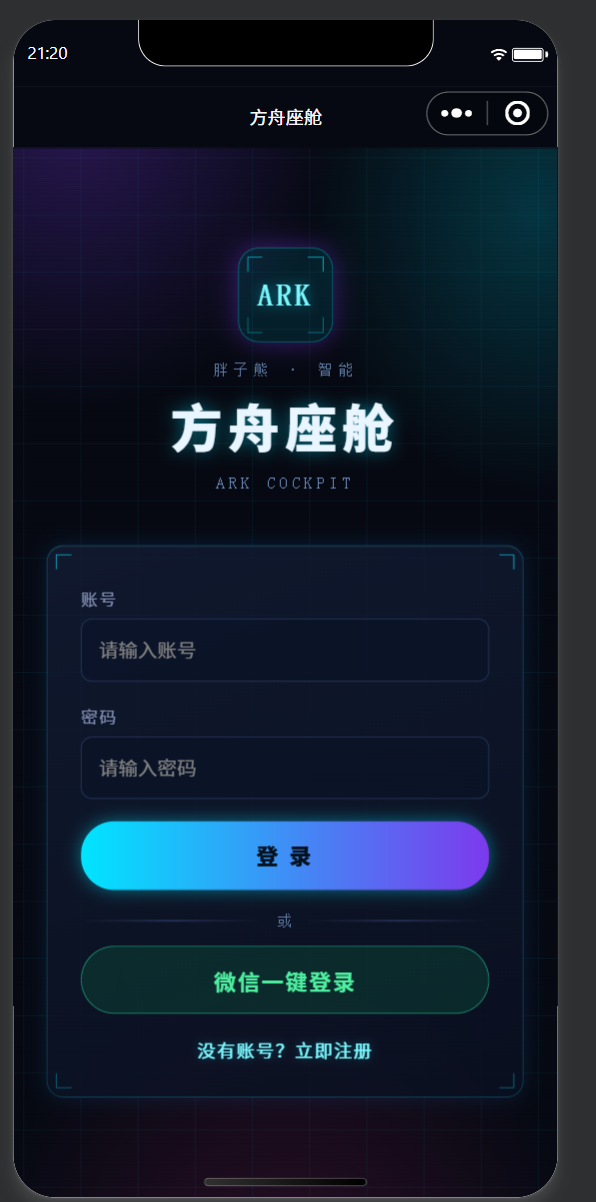 21:20
方舟座舱
ARK
胖子熊 · 智能
方舟座舱
ARK COCKPIT
账号
请输入账号
密码
请输入密码
登 录
或
微信一键登录
没有账号？立即注册